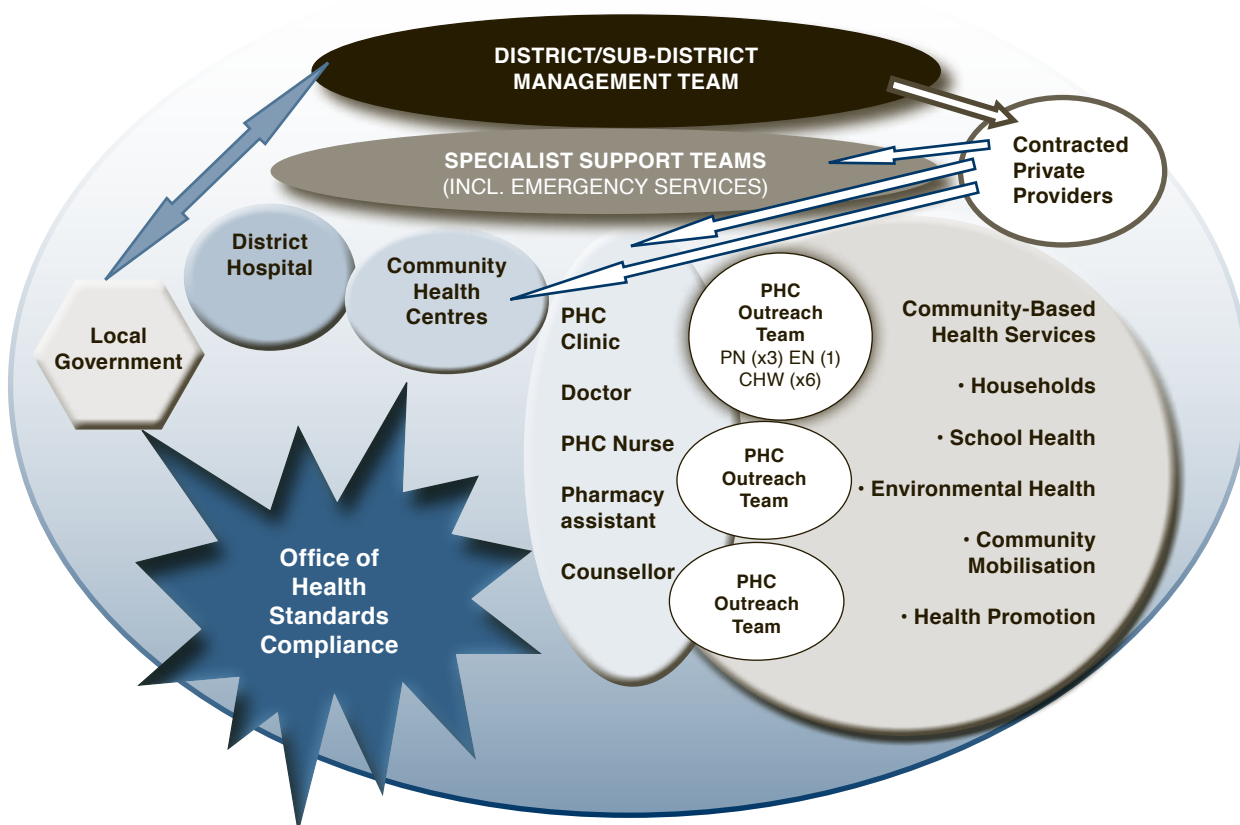 DISTRICT/SUB-DISTRICT
MANAGEMENT TEAM
SPECIALIST SUPPORT TEAMS
(INCL. EMERGENCY SERVICES)
Contracted
Private
Providers
District
Hospital
Community
Health
Centres
Local
Government
PHC
Clinic
Doctor
PHC Nurse
Pharmacy
assistant
Counsellor
PHC
Outreach
Team
PN (x3) EN (1)
CHW (x6)
PHC
Outreach
Team
PHC
Outreach
Team
Community-Based
Health Services
• Households
• School Health
• Environmental Health
• Community
Mobilisation
• Health Promotion
Office of
Health
Standards
Compliance